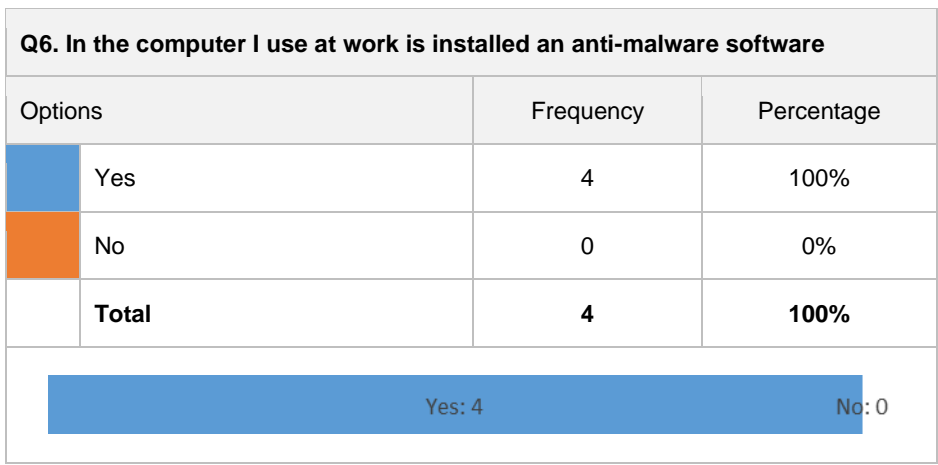 Q6. In the computer I use at work is installed an anti-malware software
Options Frequency Percentage
Yes 4 100%
No 0 0%
Total 4 100%
Yes: 4 No: 0